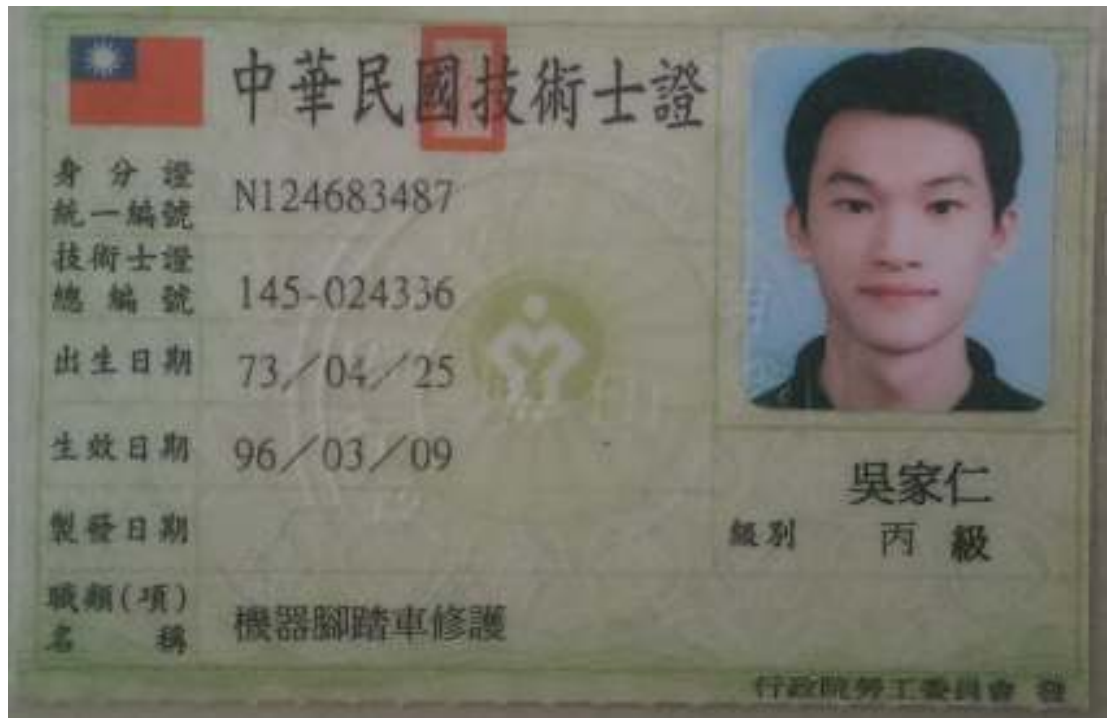 中華民國技術士證
身分證
統一編號
N124683487
技術士證
總編號
145-024336
出生日期
73/04/25
生效日期
96/03/09
製發日期
職類(項)
名稱
機器腳踏車修護
吳家仁
級別 丙 級
行政院勞工委員會 發